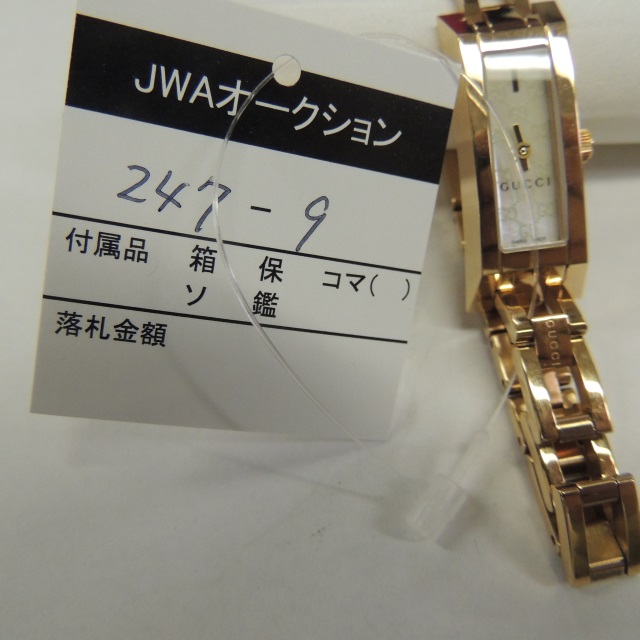 JWAオークション
247-9
付属品 箱 保 コマ( )
ソ 鑑
落札金額
GUCCI
GUCCI